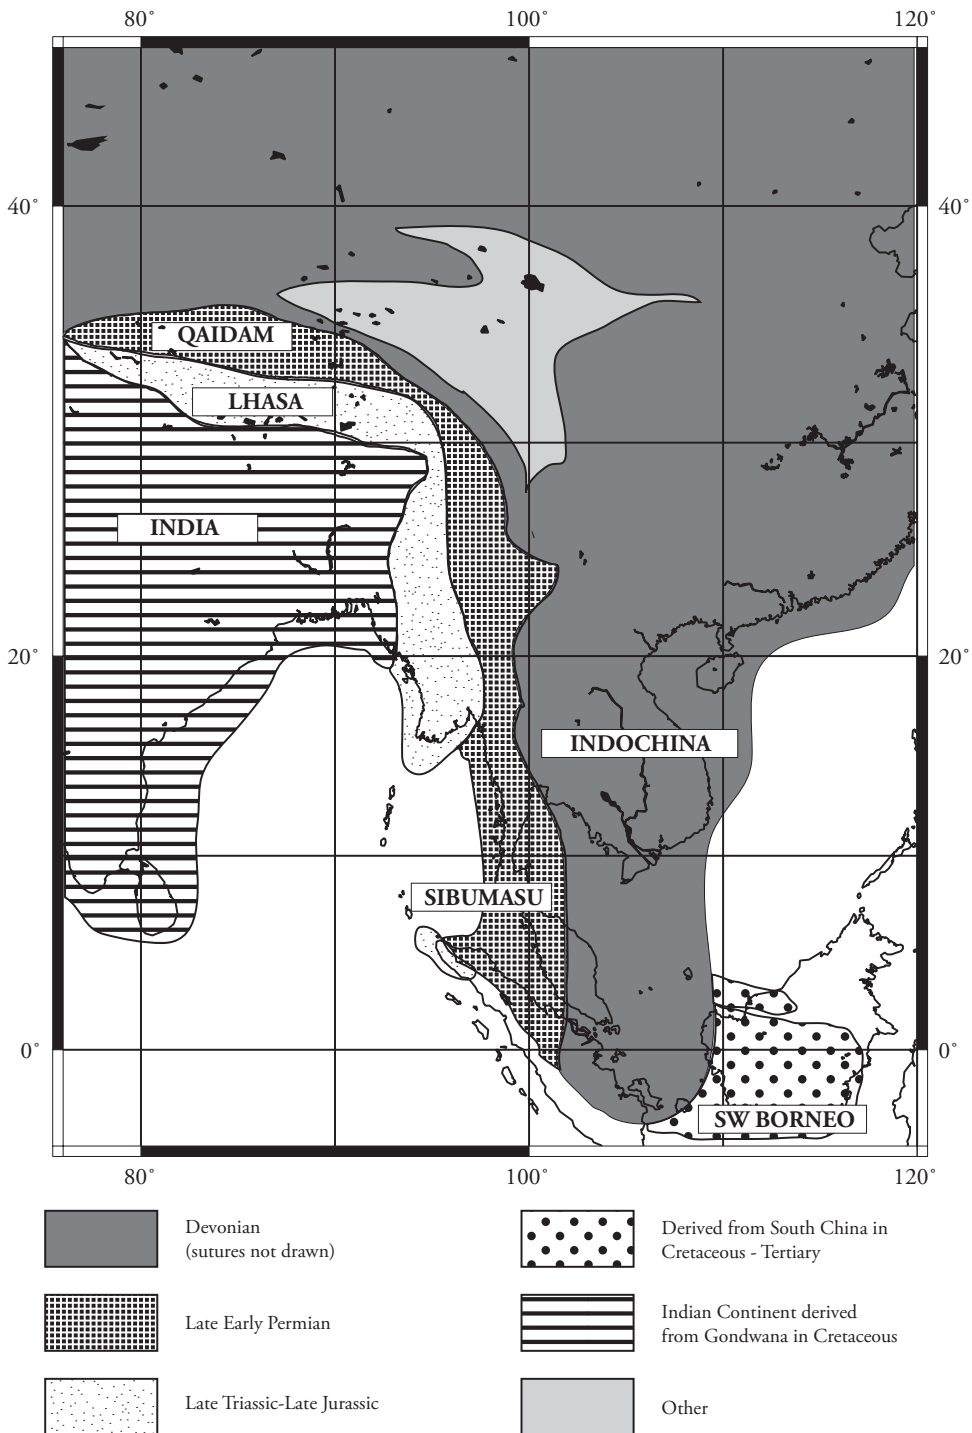 80˚ 100˚ 120˚
40˚ 40˚
QAIDAM
LHASA
INDIA
20˚ 20˚
INDOCHINA
SIBUMASU
0˚ 0˚
SW BORNEO
80˚ 100˚ 120˚
Devonian
(sutures not drawn)
Derived from South China in
Cretaceous - Tertiary
Late Early Permian
Indian Continent derived
from Gondwana in Cretaceous
Late Triassic-Late Jurassic
Other